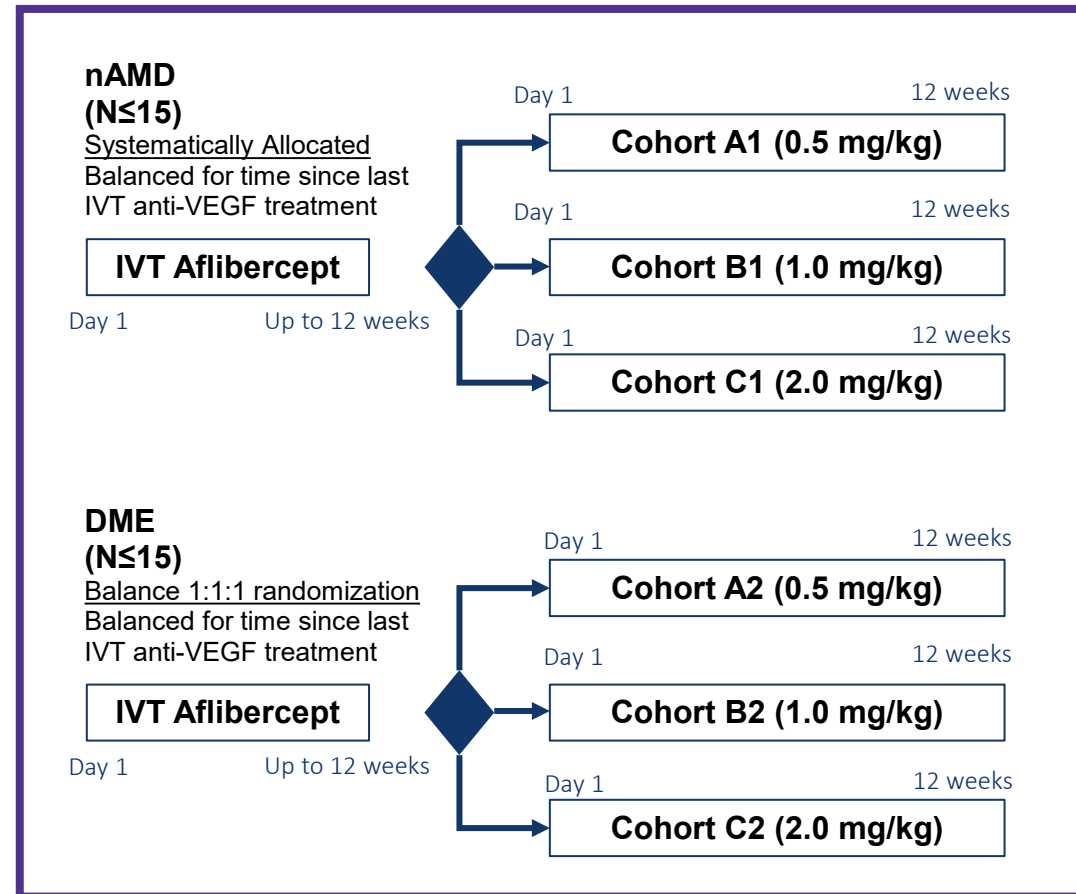 nAMD
(N≤15)
Systematically Allocated
Balanced for time since last
IVT anti-VEGF treatment
IVT Aflibercept
Day 1 Up to 12 weeks
Day 1 12 weeks
Cohort A1 (0.5 mg/kg)
Day 1 12 weeks
Cohort B1 (1.0 mg/kg)
Day 1 12 weeks
Cohort C1 (2.0 mg/kg)
DME
(N≤15)
Balance 1:1:1 randomization
Balanced for time since last
IVT anti-VEGF treatment
IVT Aflibercept
Day 1 Up to 12 weeks
Day 1 12 weeks
Cohort A2 (0.5 mg/kg)
Day 1 12 weeks
Cohort B2 (1.0 mg/kg)
Day 1 12 weeks
Cohort C2 (2.0 mg/kg)